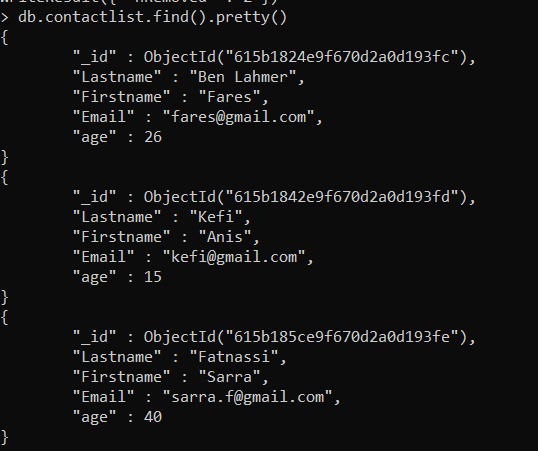 WriteResult({ "nRemoved" : 2 })
> db.contactlist.find().pretty()
{
"_id" : ObjectId("615b1824e9f670d2a0d193fc"),
"Lastname" : "Ben Lahmer",
"Firstname" : "Fares",
"Email" : "fares@gmail.com",
"age" : 26
}
{
"_id" : ObjectId("615b1842e9f670d2a0d193fd"),
"Lastname" : "Kefi",
"Firstname" : "Anis",
"Email" : "kefi@gmail.com",
"age" : 15
}
{
"_id" : ObjectId("615b185ce9f670d2a0d193fe"),
"Lastname" : "Fatnassi",
"Firstname" : "Sarra",
"Email" : "sarra.f@gmail.com",
"age" : 40
}